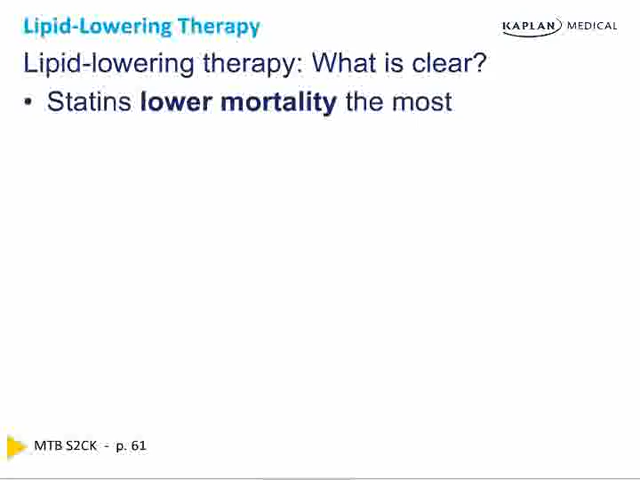 Lipid-Lowering Therapy
KAPLAN MEDICAL
Lipid-lowering therapy: What is clear?
• Statins lower mortality the most
MTB S2CK - p. 61